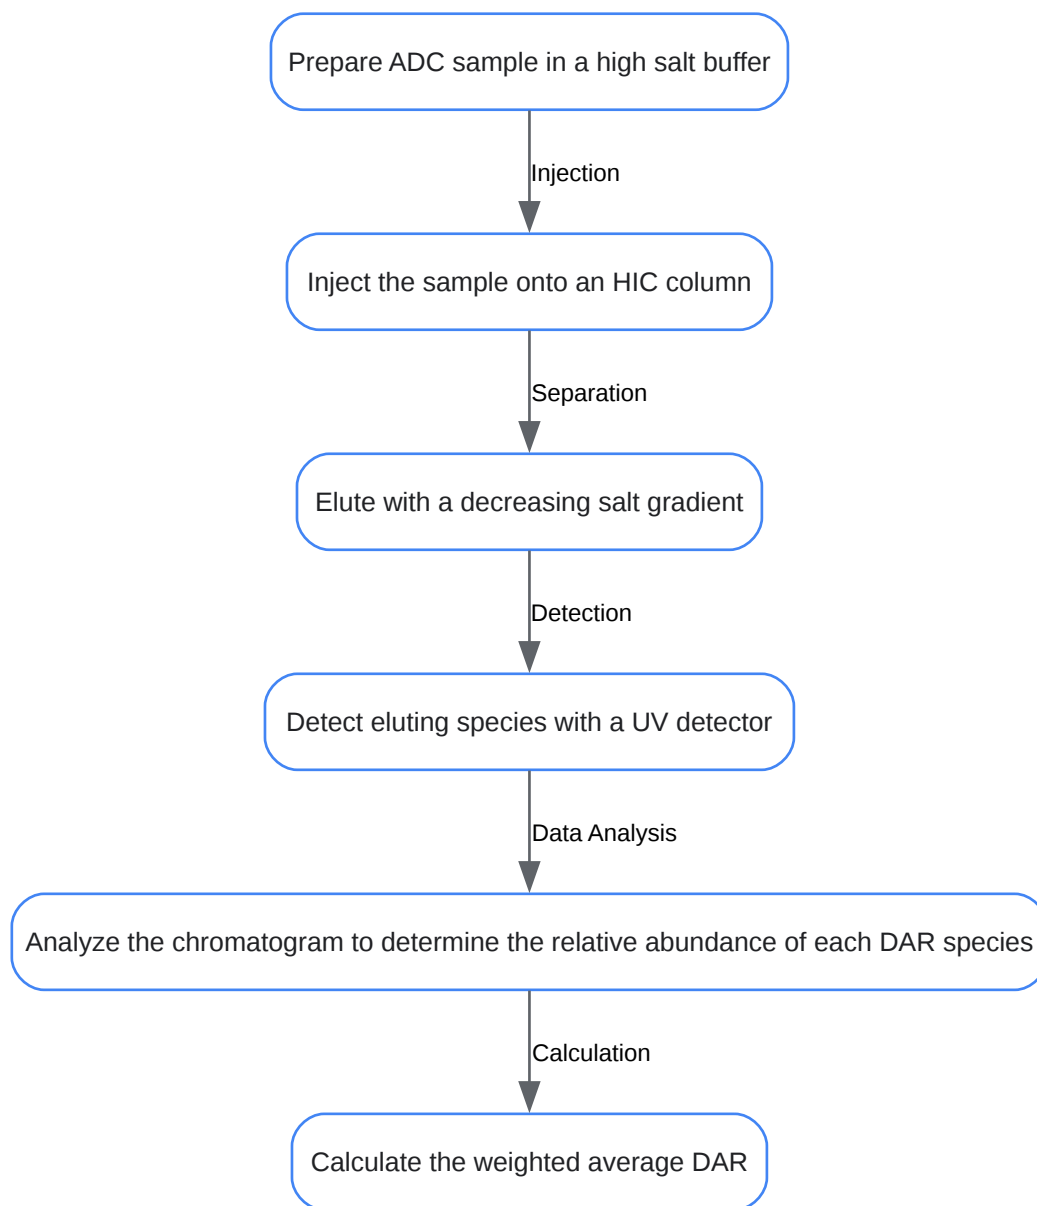 Prepare ADC sample in a high salt buffer
Injection
Inject the sample onto an HIC column
Separation
Elute with a decreasing salt gradient
Detection
Detect eluting species with a UV detector
Data Analysis
Analyze the chromatogram to determine the relative abundance of each DAR species
Calculation
Calculate the weighted average DAR